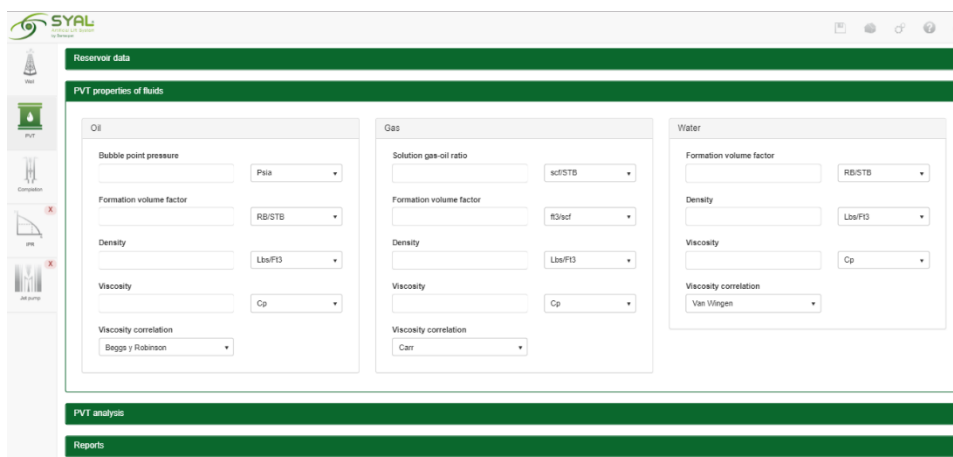 SYAL
Artificial Lift System
Reservoir data
Well
PVT properties of fluids
PVT
Oil
Gas
Water
Bubble point pressure
Psia
Solution gas-oil ratio
scf/STB
Formation volume factor
RB/STB
Completion
Formation volume factor
RB/STB
Formation volume factor
ft3/scf
Density
Lbs/Ft3
X
IPR
Density
Lbs/Ft3
Density
Lbs/Ft3
Viscosity
Cp
X
Jet pump
Viscosity
Cp
Viscosity
Cp
Viscosity correlation
Van Wingen
Viscosity correlation
Beggs y Robinson
Viscosity correlation
Carr
PVT analysis
Reports